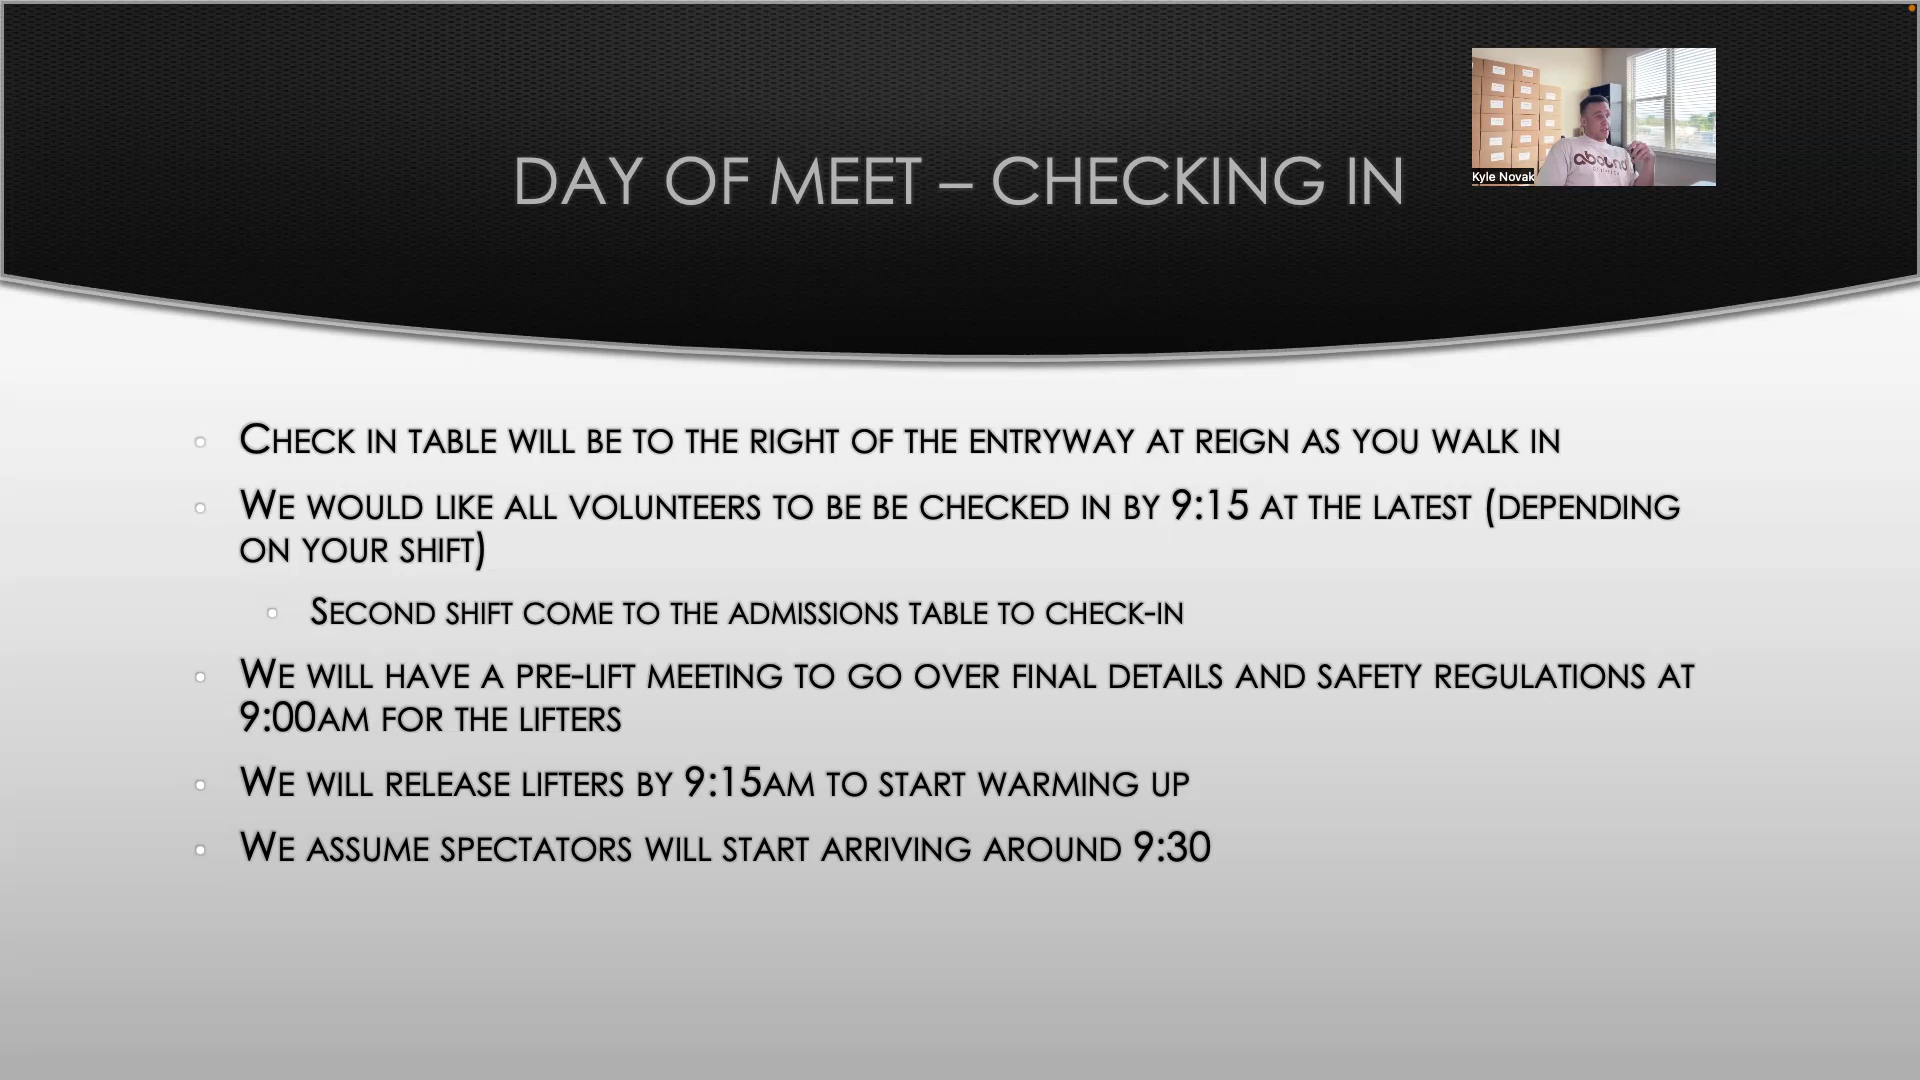 DAY OF MEET – CHECKING IN
Kyle Novak
abound
CHECK IN TABLE WILL BE TO THE RIGHT OF THE ENTRYWAY AT REIGN AS YOU WALK IN
WE WOULD LIKE ALL VOLUNTEERS TO BE BE CHECKED IN BY 9:15 AT THE LATEST (DEPENDING
ON YOUR SHIFT)
SECOND SHIFT COME TO THE ADMISSIONS TABLE TO CHECK-IN
WE WILL HAVE A PRE-LIFT MEETING TO GO OVER FINAL DETAILS AND SAFETY REGULATIONS AT
9:00AM FOR THE LIFTERS
WE WILL RELEASE LIFTERS BY 9:15AM TO START WARMING UP
WE ASSUME SPECTATORS WILL START ARRIVING AROUND 9:30